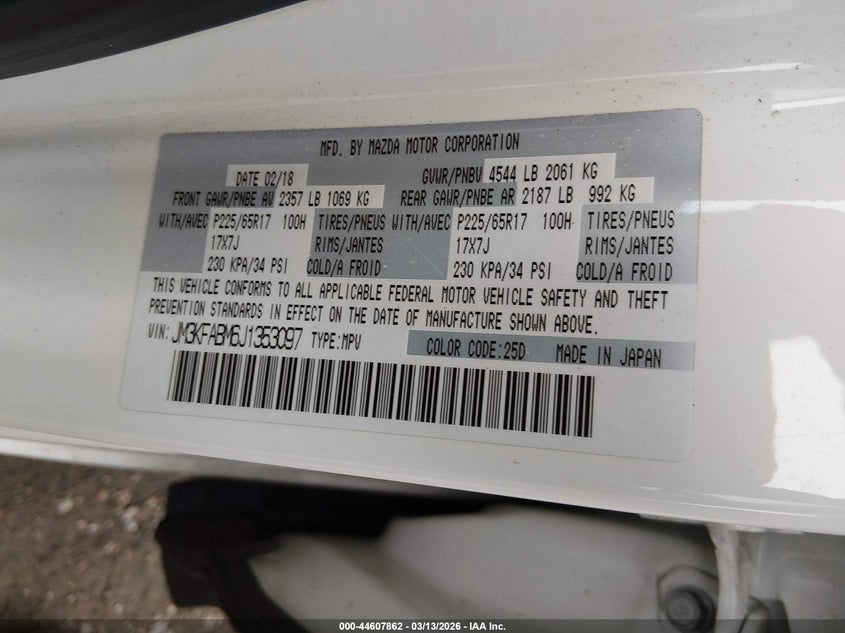 MFD. BY MAZDA MOTOR CORPORATION
DATE 02/18 GVWR/PNBV 4544 LB 2061 KG
FRONT GAWR/PNBE AV 2357 LB 1069 KG REAR GAWR/PNBE AR 2187 LB 992 KG
WITH/AVEC P225/65R17 100H TIRES/PNEUS WITH/AVEC P225/65R17 100H TIRES/PNEUS
17X7J RIMS/JANTES 17X7J RIMS/JANTES
230 KPA/34 PSI COLD/A FROID 230 KPA/34 PSI COLD/A FROID
THIS VEHICLE CONFORMS TO ALL APPLICABLE FEDERAL MOTOR VEHICLE SAFETY AND THEFT
PREVENTION STANDARDS IN EFFECT ON THE DATE OF MANUFACTURE SHOWN ABOVE.
VIN: JM3KFABM6J1353097 TYPE:MPV COLOR CODE:25D MADE IN JAPAN
000-44607862 | 03/13/2026 - IAA Inc.